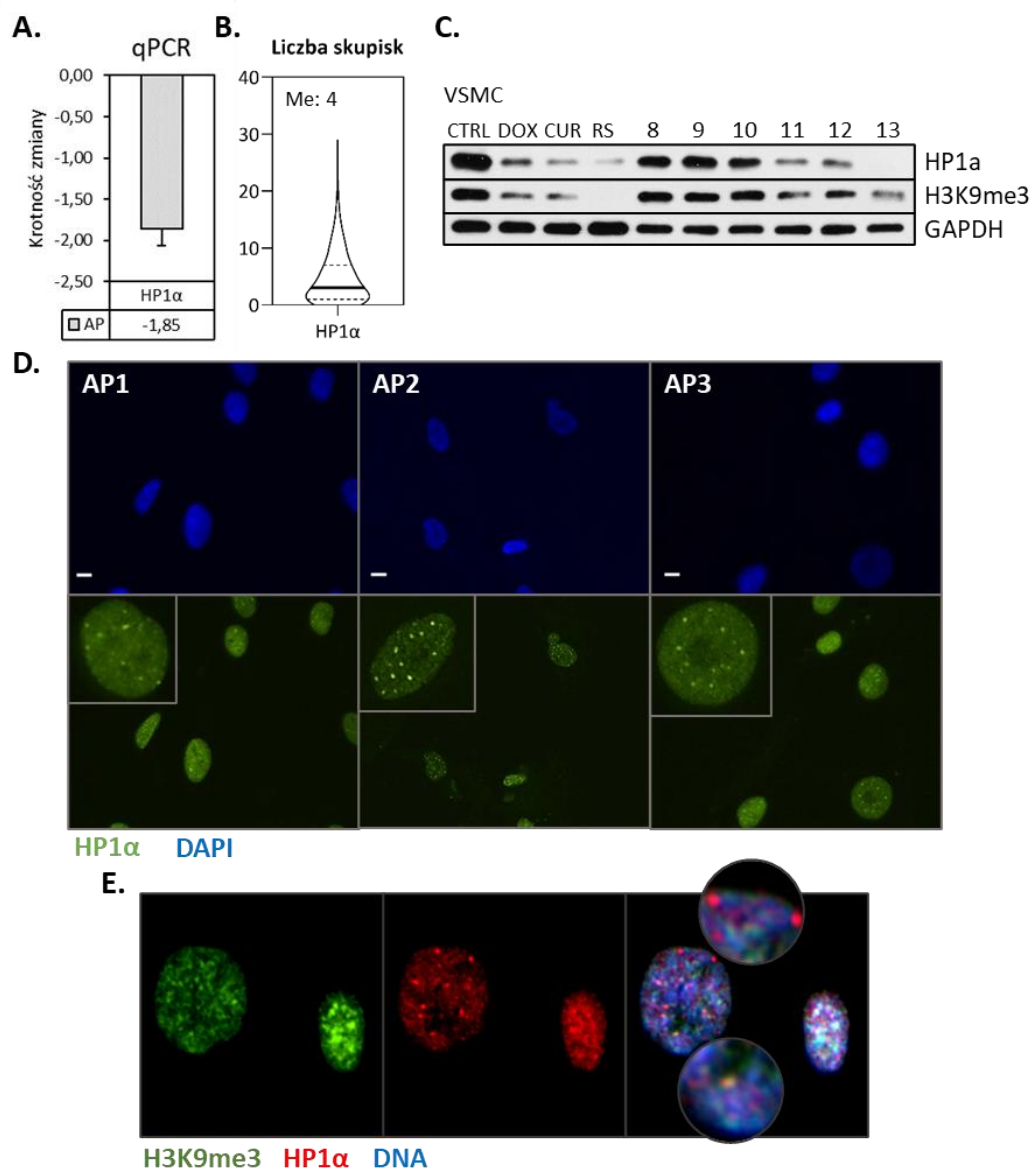 A.
qPCR
0,00
-0,50
-1,00
-1,50
-2,00
-2,50
Krotność zmiany
HP1α
AP
-1,85
B.
Liczba skupisk
40
30
20
10
0
Me: 4
HP1α
C.
VSMC
CTRL DOX CUR RS 8 9 10 11 12 13
HP1a
H3K9me3
GAPDH
D.
AP1 AP2 AP3
HP1α DAPI
E.
H3K9me3 HP1α DNA